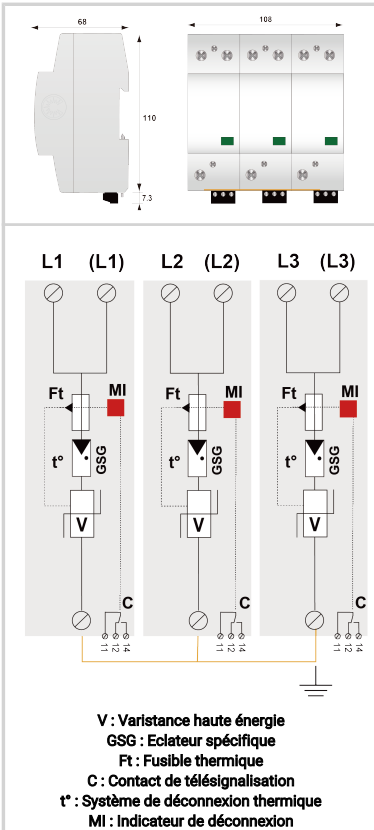 68
108
110
7.3
L1 (L1) L2 (L2) L3 (L3)
Ft MI Ft MI Ft MI
t° GSG t° GSG t° GSG
V V V
C C C
11 12 14 11 12 14 11 12 14
V : Varistance haute énergie
GSG : Eclateur spécifique
Ft : Fusible thermique
C : Contact de télésignalisation
t° : Système de déconnexion thermique
MI : Indicateur de déconnexion